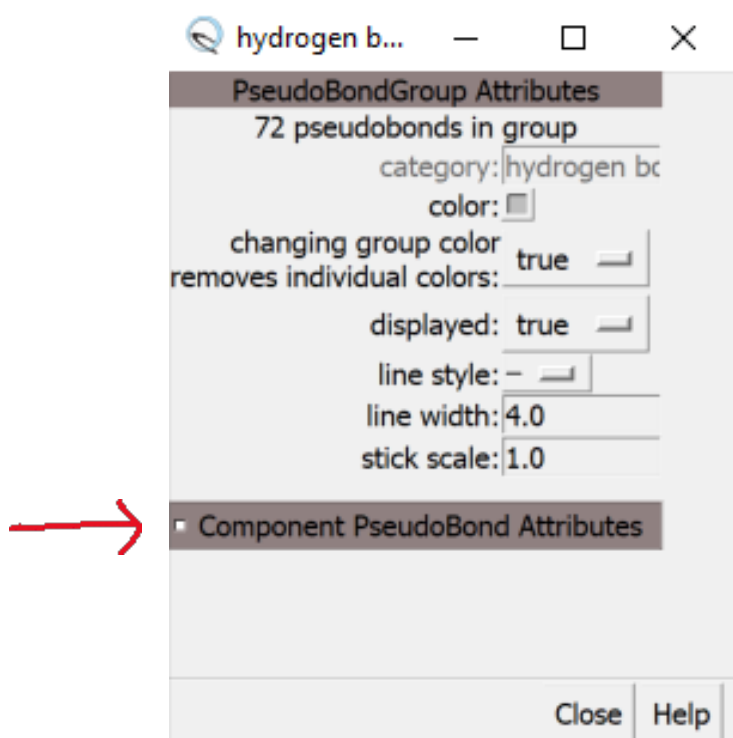 hydrogen b...
PseudoBondGroup Attributes
72 pseudobonds in group
category: hydrogen bo
color:
changing group color
removes individual colors: true
displayed: true
line style: –
line width: 4.0
stick scale: 1.0
Component PseudoBond Attributes
Close Help